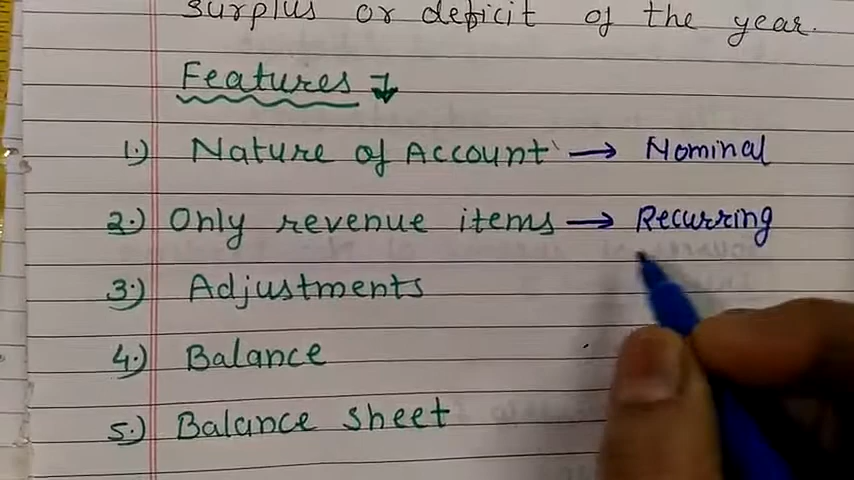 surplus or deficit of the year.
Features ↓
1.) Nature of Account → Nominal
2.) Only revenue items → Recurring
3.) Adjustments
4.) Balance
5.) Balance sheet